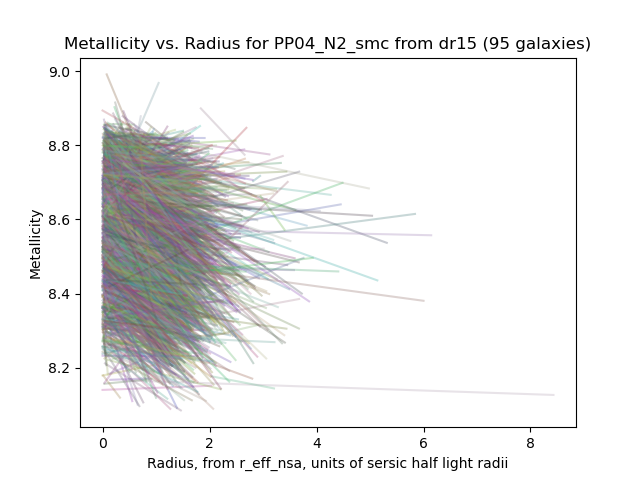 Metallicity vs. Radius for PP04_N2_smc from dr15 (95 galaxies)
9.0
8.8
8.6
8.4
8.2
Metallicity
0 2 4 6 8
Radius, from r_eff_nsa, units of sersic half light radii